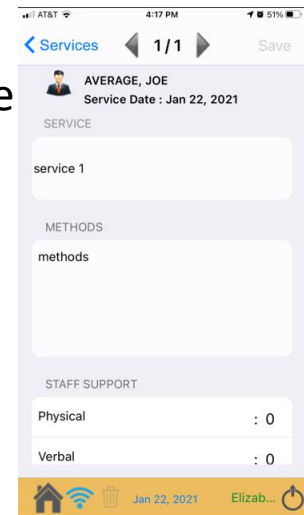 AT&T 4:17 PM 51%
Services 1/1 Save
e
AVERAGE, JOE
Service Date : Jan 22, 2021
SERVICE
service 1
METHODS
methods
STAFF SUPPORT
Physical : 0
Verbal : 0
Jan 22, 2021 Elizab...